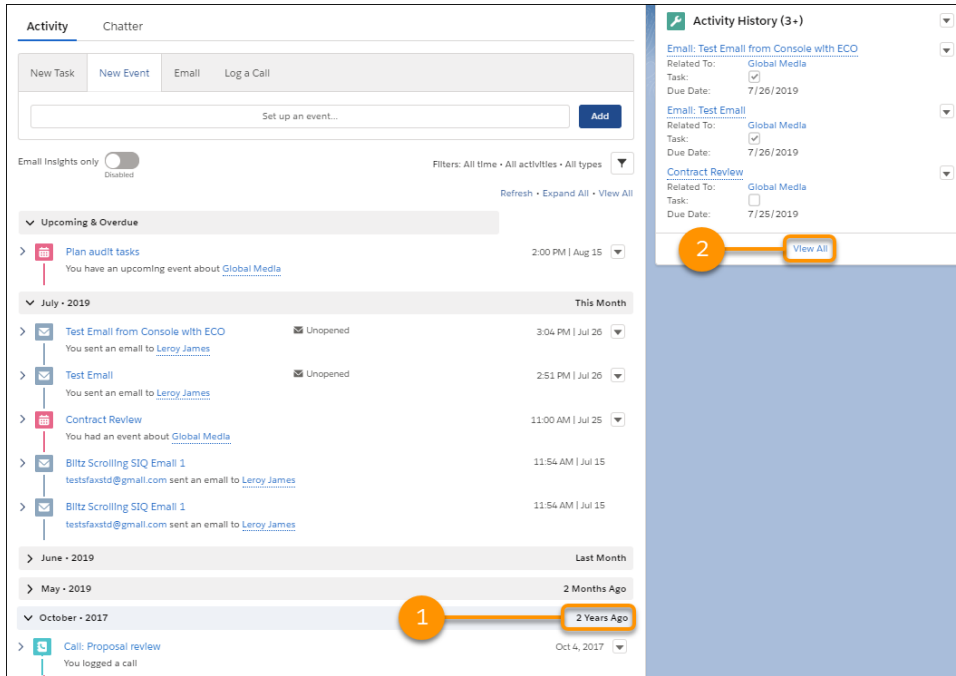 Activity Chatter
New Task New Event Email Log a Call
Set up an event... Add
Email Insights only
Disabled
Filters: All time • All activities • All types
Refresh • Expand All • View All
Upcoming & Overdue
Plan audit tasks 2:00 PM | Aug 15
You have an upcoming event about Global Media
July • 2019 This Month
Test Email from Console with ECO Unopened 3:04 PM | Jul 26
You sent an email to Leroy James
Test Email Unopened 2:51 PM | Jul 26
You sent an email to Leroy James
Contract Review 11:00 AM | Jul 25
You had an event about Global Media
Blitz Scrolling SIQ Email 1 11:54 AM | Jul 15
testsfaxstd@gmail.com sent an email to Leroy James
Blitz Scrolling SIQ Email 1 11:54 AM | Jul 15
testsfaxstd@gmail.com sent an email to Leroy James
June • 2019 Last Month
May • 2019 2 Months Ago
October • 2017 1 2 Years Ago
Call: Proposal review Oct 4, 2017
You logged a call
Activity History (3+)
Email: Test Email from Console with ECO
Related To: Global Media
Task:
Due Date: 7/26/2019
Email: Test Email
Related To: Global Media
Task:
Due Date: 7/26/2019
Contract Review
Related To: Global Media
Task:
Due Date: 7/25/2019
2 View All